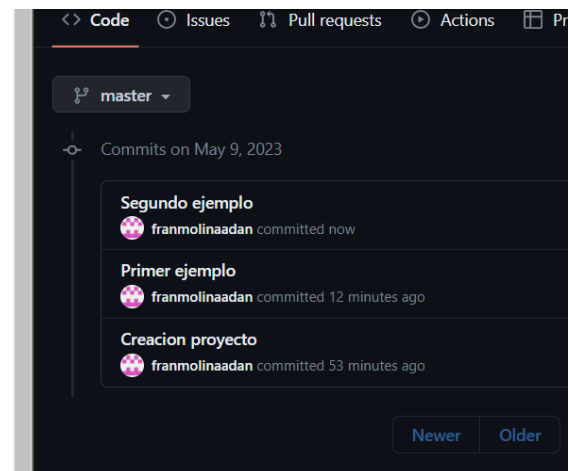 Code Issues Pull requests Actions Pr
master
Commits on May 9, 2023
Segundo ejemplo
franmolinaadan committed now
Primer ejemplo
franmolinaadan committed 12 minutes ago
Creacion proyecto
franmolinaadan committed 53 minutes ago
Newer Older